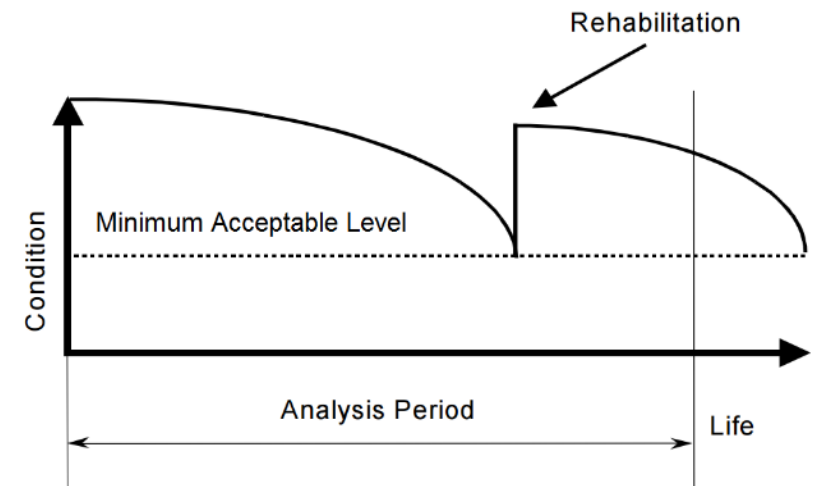 Rehabilitation
Minimum Acceptable Level
Condition
Analysis Period
Life